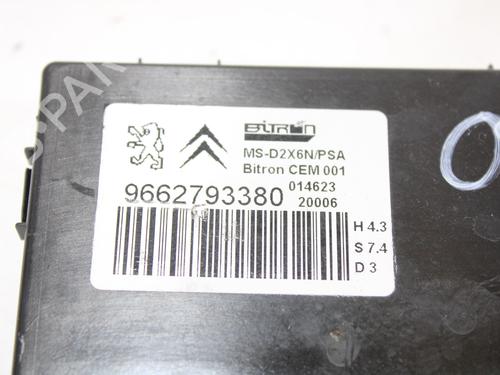 BITRON
MS-D2X6N/PSA
Bitron CEM 001
9662793380
014623
20006
H 4.3
S 7.4
D 3